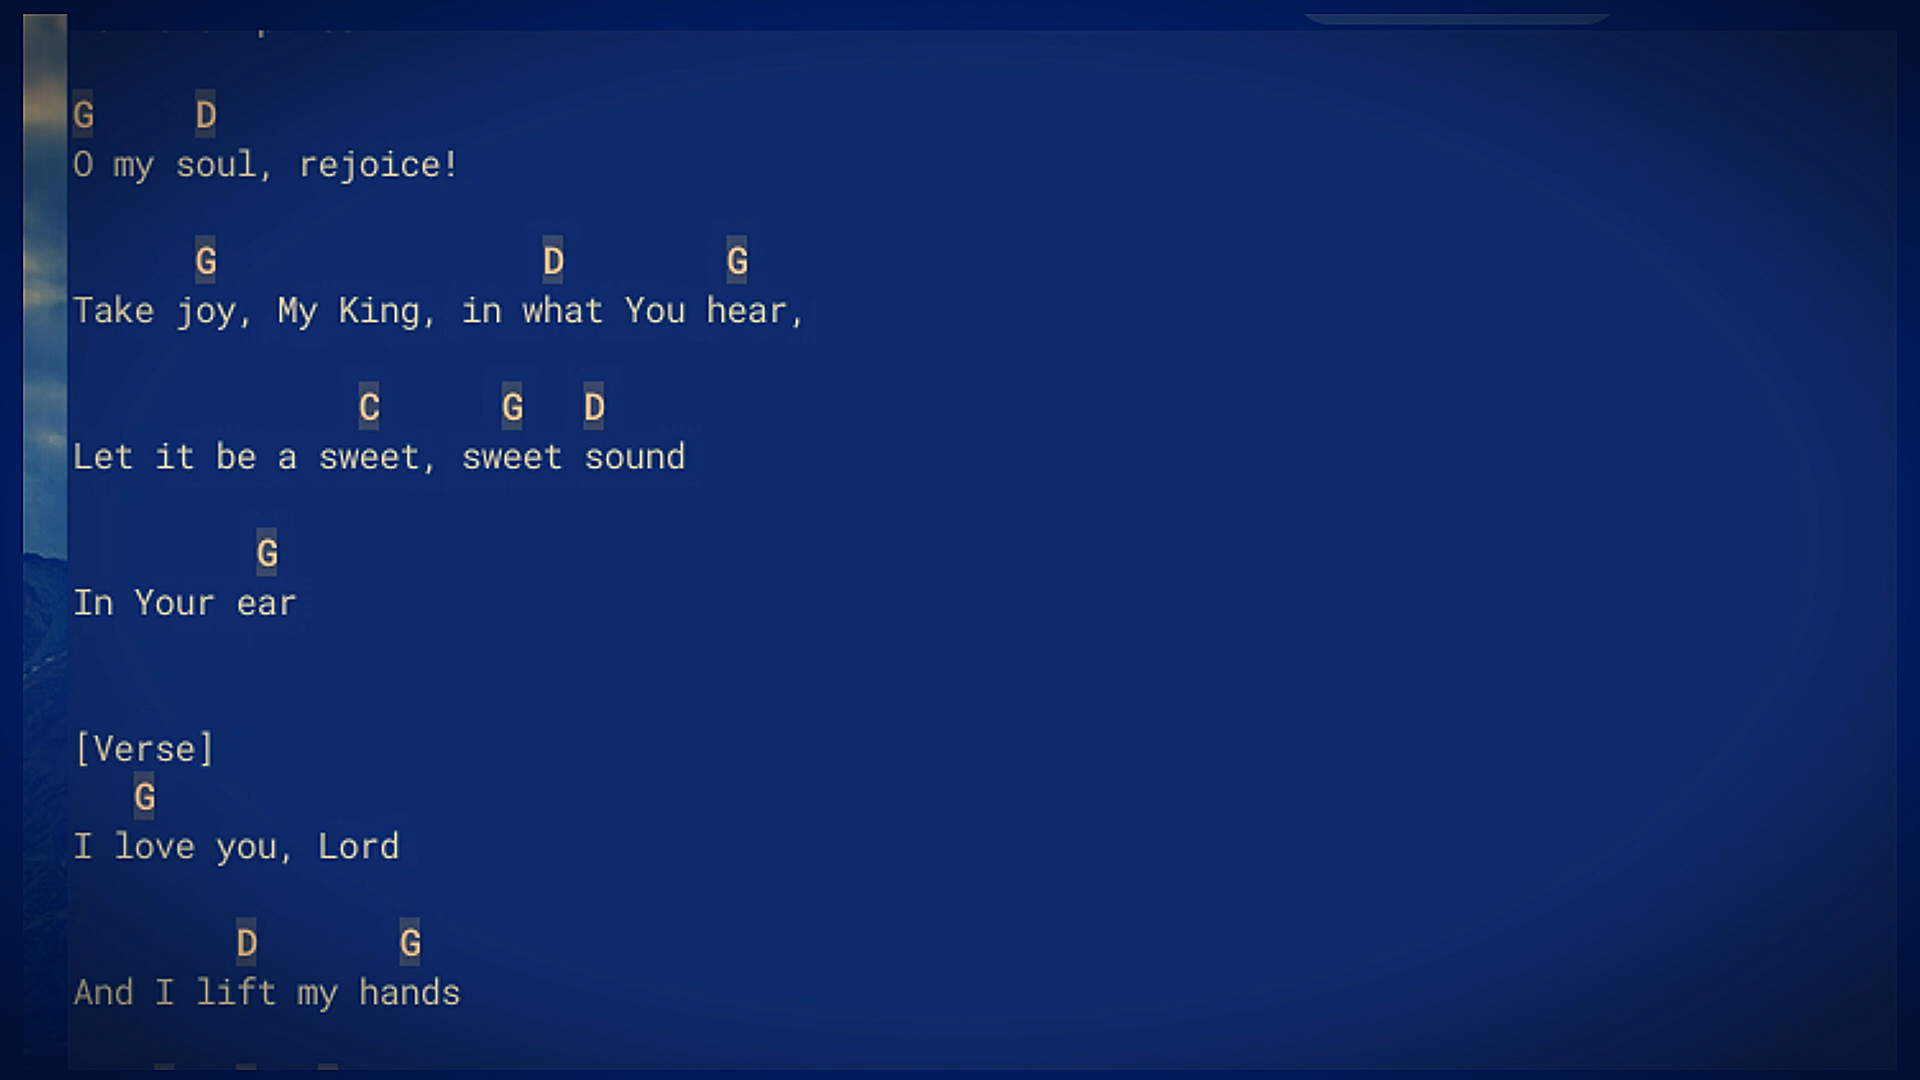 G     D
O my soul, rejoice!
      G                D        G
Take joy, My King, in what You hear,
              C      G   D
Let it be a sweet, sweet sound
         G
In Your ear
[Verse]
   G
I love you, Lord
        D       G
And I lift my hands